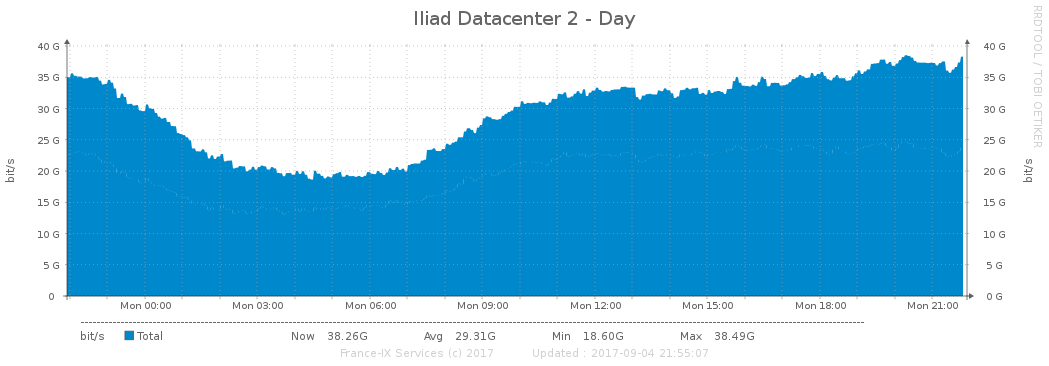 Iliad Datacenter 2 - Day
RRDTOOL / TOBI OETIKER
bit/s
40 G 40 G
35 G 35 G
30 G 30 G
25 G 25 G
20 G 20 G
15 G 15 G
10 G 10 G
5 G 5 G
0 0 G
bit/s
Mon 00:00 Mon 03:00 Mon 06:00 Mon 09:00 Mon 12:00 Mon 15:00 Mon 18:00 Mon 21:00
bit/s Total Now 38.26G Avg 29.31G Min 18.60G Max 38.49G
France-IX Services (c) 2017 Updated : 2017-09-04 21:55:07